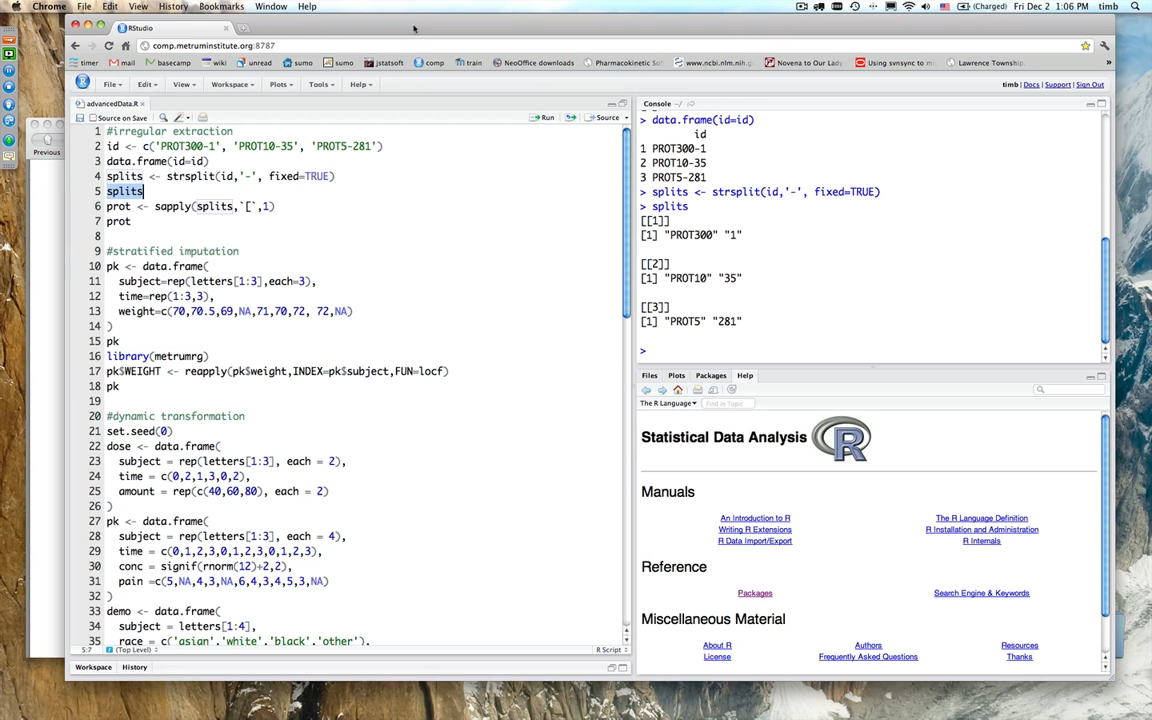 Chrome File Edit View History Bookmarks Window Help (Charged) Fri Dec 2 1:06 PM timb
RStudio
comp.metruminstitute.org:8787
timer mail basecamp wiki unread sumo sumo jstatsoft NeoOffice downloads comp train Pharmacokinetic So www.ncbi.nlm.nih.g Novena to Our Lady Using svnsync to m Lawrence Township, »
File Edit View Workspace Plots Tools Help timb Docs Support Sign Out
Previous
advancedData.R
Source on Save Run Source
1 #irregular extraction
2 id <- c('PROT300-1', 'PROT10-35', 'PROT5-281')
3 data.frame(id=id)
4 splits <- strsplit(id,'-', fixed=TRUE)
5 splits
6 prot <- sapply(splits,`[`,1)
7 prot
8
9 #stratified imputation
10 pk <- data.frame(
11 subject=rep(letters[1:3],each=3),
12 time=rep(1:3,3),
13 weight=c(70,70.5,69,NA,71,70,72, 72,NA)
14 )
15 pk
16 library(metrumrg)
17 pk$WEIGHT <- reapply(pk$weight,INDEX=pk$subject,FUN=locf)
18 pk
19
20 #dynamic transformation
21 set.seed(0)
22 dose <- data.frame(
23 subject = rep(letters[1:3], each = 2),
24 time = c(0,2,1,3,0,2),
25 amount = rep(c(40,60,80), each = 2)
26 )
27 pk <- data.frame(
28 subject = rep(letters[1:3], each = 4),
29 time = c(0,1,2,3,0,1,2,3,0,1,2,3),
30 conc = signif(rnorm(12)+2,2),
31 pain =c(5,NA,4,3,NA,6,4,3,4,5,3,NA)
32 )
33 demo <- data.frame(
34 subject = letters[1:4],
35 race = c('asian','white','black','other'),
5:7 (Top Level) R Script
Workspace History
Console ~/
> data.frame(id=id)
id
1 PROT300-1
2 PROT10-35
3 PROT5-281
> splits <- strsplit(id,'-', fixed=TRUE)
> splits
[[1]]
[1] "PROT300" "1"
[[2]]
[1] "PROT10" "35"
[[3]]
[1] "PROT5" "281"
>
Files Plots Packages Help
The R Language Find in Topic
Statistical Data Analysis R
Manuals
An Introduction to R The R Language Definition
Writing R Extensions R Installation and Administration
R Data Import/Export R Internals
Reference
Packages Search Engine & Keywords
Miscellaneous Material
About R Authors Resources
License Frequently Asked Questions Thanks